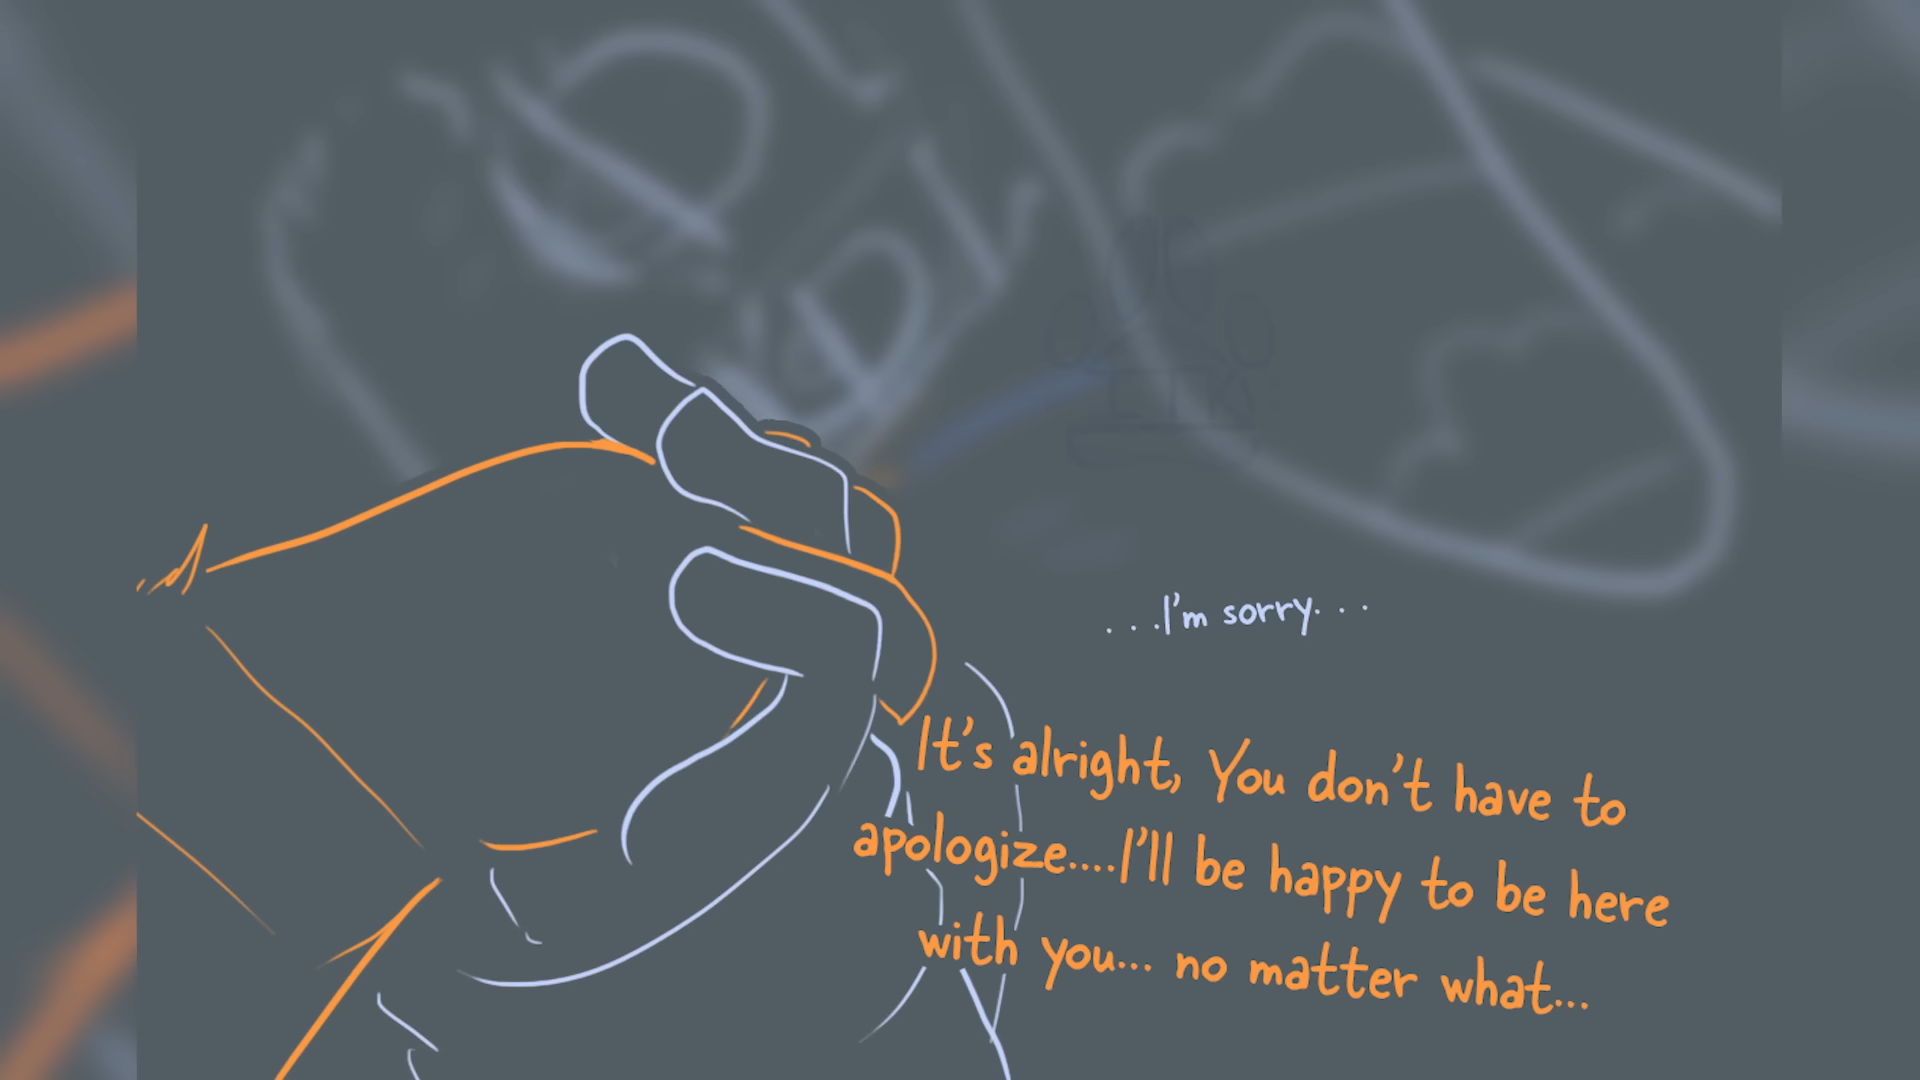 ...I'm sorry...
It's alright, You don't have to
apologize....I'll be happy to be here
with you... no matter what...